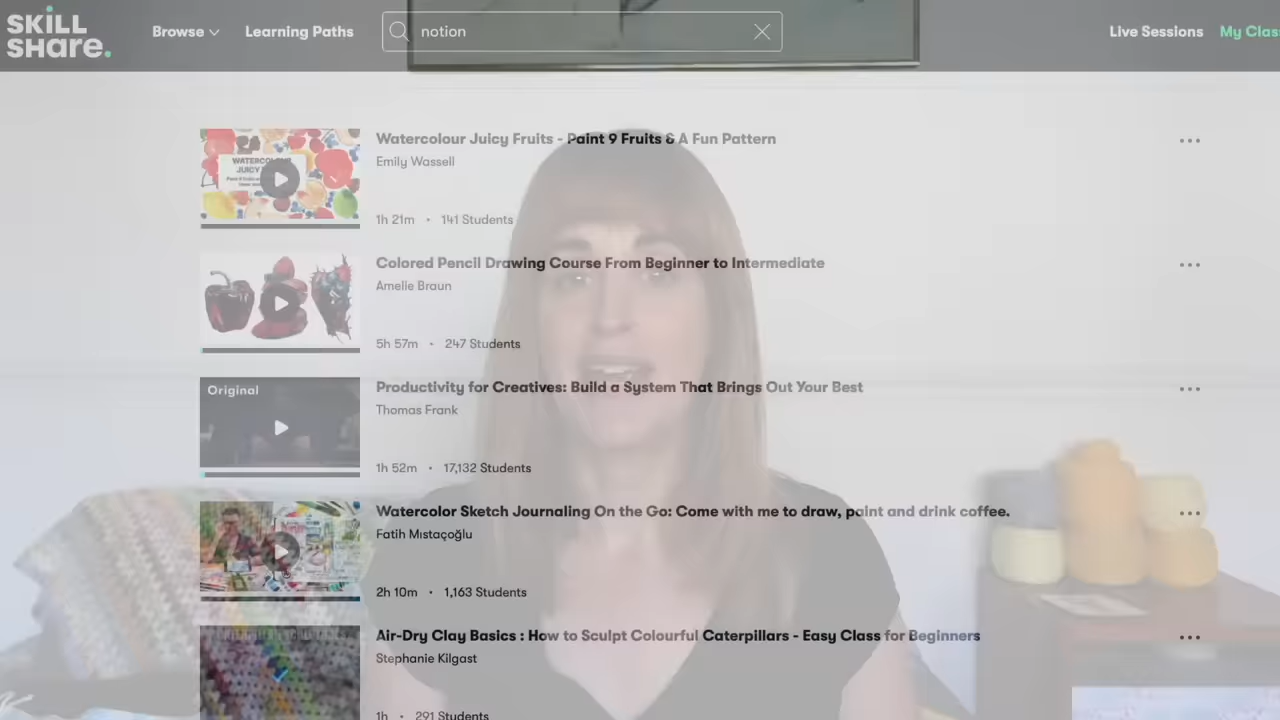 SKiLL
SHare.
Browse
Learning Paths
notion
Live Sessions
My Clas
Watercolour Juicy Fruits - Paint 9 Fruits & A Fun Pattern
Emily Wassell
1h 21m • 141 Students
WATERCOLOUR
JUICY
Colored Pencil Drawing Course From Beginner to Intermediate
Amelie Braun
5h 57m • 247 Students
Original
Productivity for Creatives: Build a System That Brings Out Your Best
Thomas Frank
1h 52m • 17,132 Students
Watercolor Sketch Journaling On the Go: Come with me to draw, paint and drink coffee.
Fatih Mıstaçoğlu
2h 10m • 1,163 Students
Air-Dry Clay Basics : How to Sculpt Colourful Caterpillars - Easy Class for Beginners
Stephanie Kilgast
1h • 291 Students